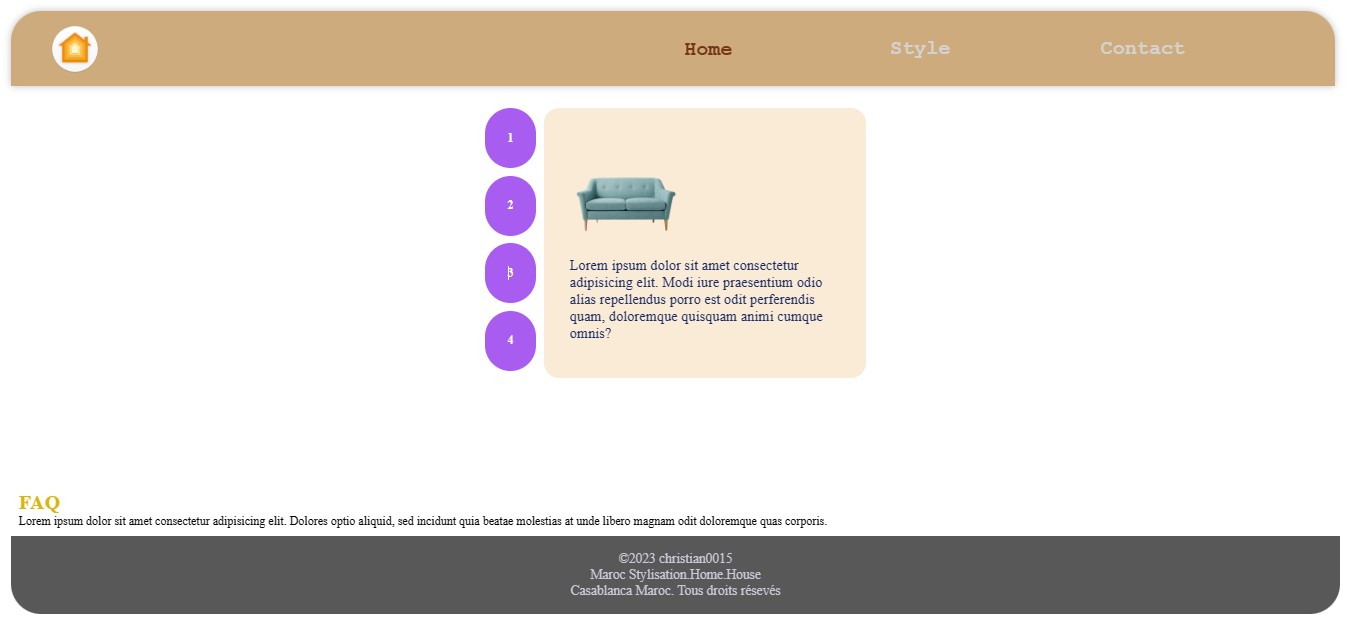 Home
Style
Contact
1
2
3
4
Lorem ipsum dolor sit amet consectetur
adipisicing elit. Modi iure praesentium odio
alias repellendus porro est odit perferendis
quam, doloremque quisquam animi cumque
omnis?
FAQ
Lorem ipsum dolor sit amet consectetur adipisicing elit. Dolores optio aliquid, sed incidunt quia beatae molestias at unde libero magnam odit doloremque quas corporis.
©2023 christian0015
Maroc Stylisation.Home.House
Casablanca Maroc. Tous droits résevés